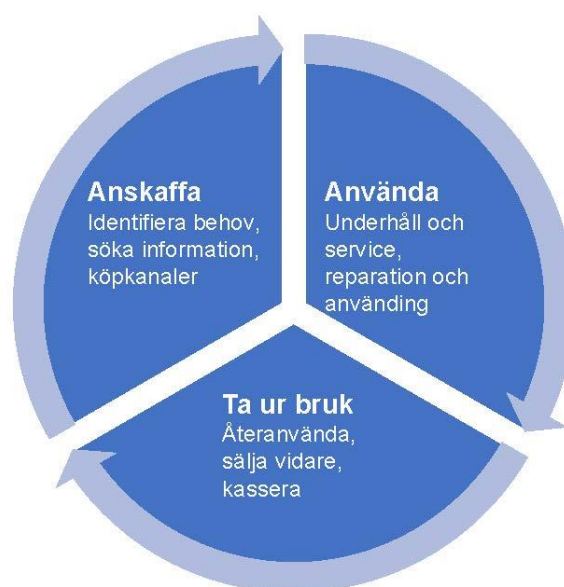 Anskaffa
Identifiera behov,
söka information,
köpkanaler
Använda
Underhåll och
service,
reparation och
använding
Ta ur bruk
Återanvända,
sälja vidare,
kassera